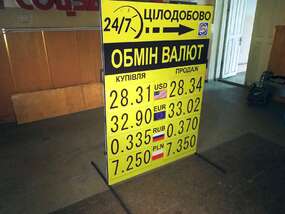 24/7 ЦІЛОДОБОВО
ОБМІН ВАЛЮТ
КУПІВЛЯ ПРОДАЖ
28.31 USD 28.34
32.90 EUR 33.02
0.335 RUB 0.370
7.250 PLN 7.350